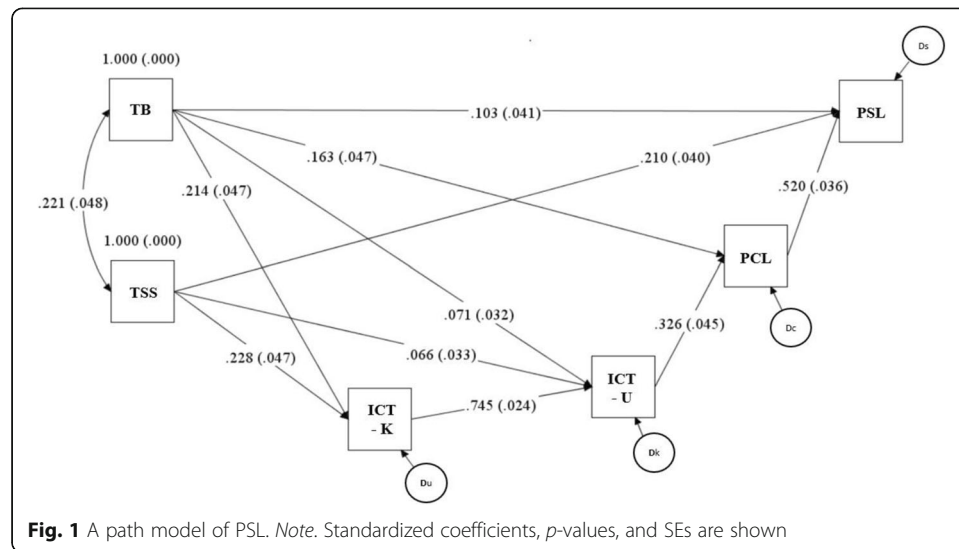 1.000 (.000)
TB
Ds
PSL
.103 (.041)
.163 (.047)
.210 (.040)
.214 (.047)
.520 (.036)
.221 (.048)
1.000 (.000)
TSS
PCL
.071 (.032)
.326 (.045)
Dc
.228 (.047)
.066 (.033)
ICT
- U
ICT
- K
.745 (.024)
Dk
Du
Fig. 1 A path model of PSL. Note. Standardized coefficients, p-values, and SEs are shown